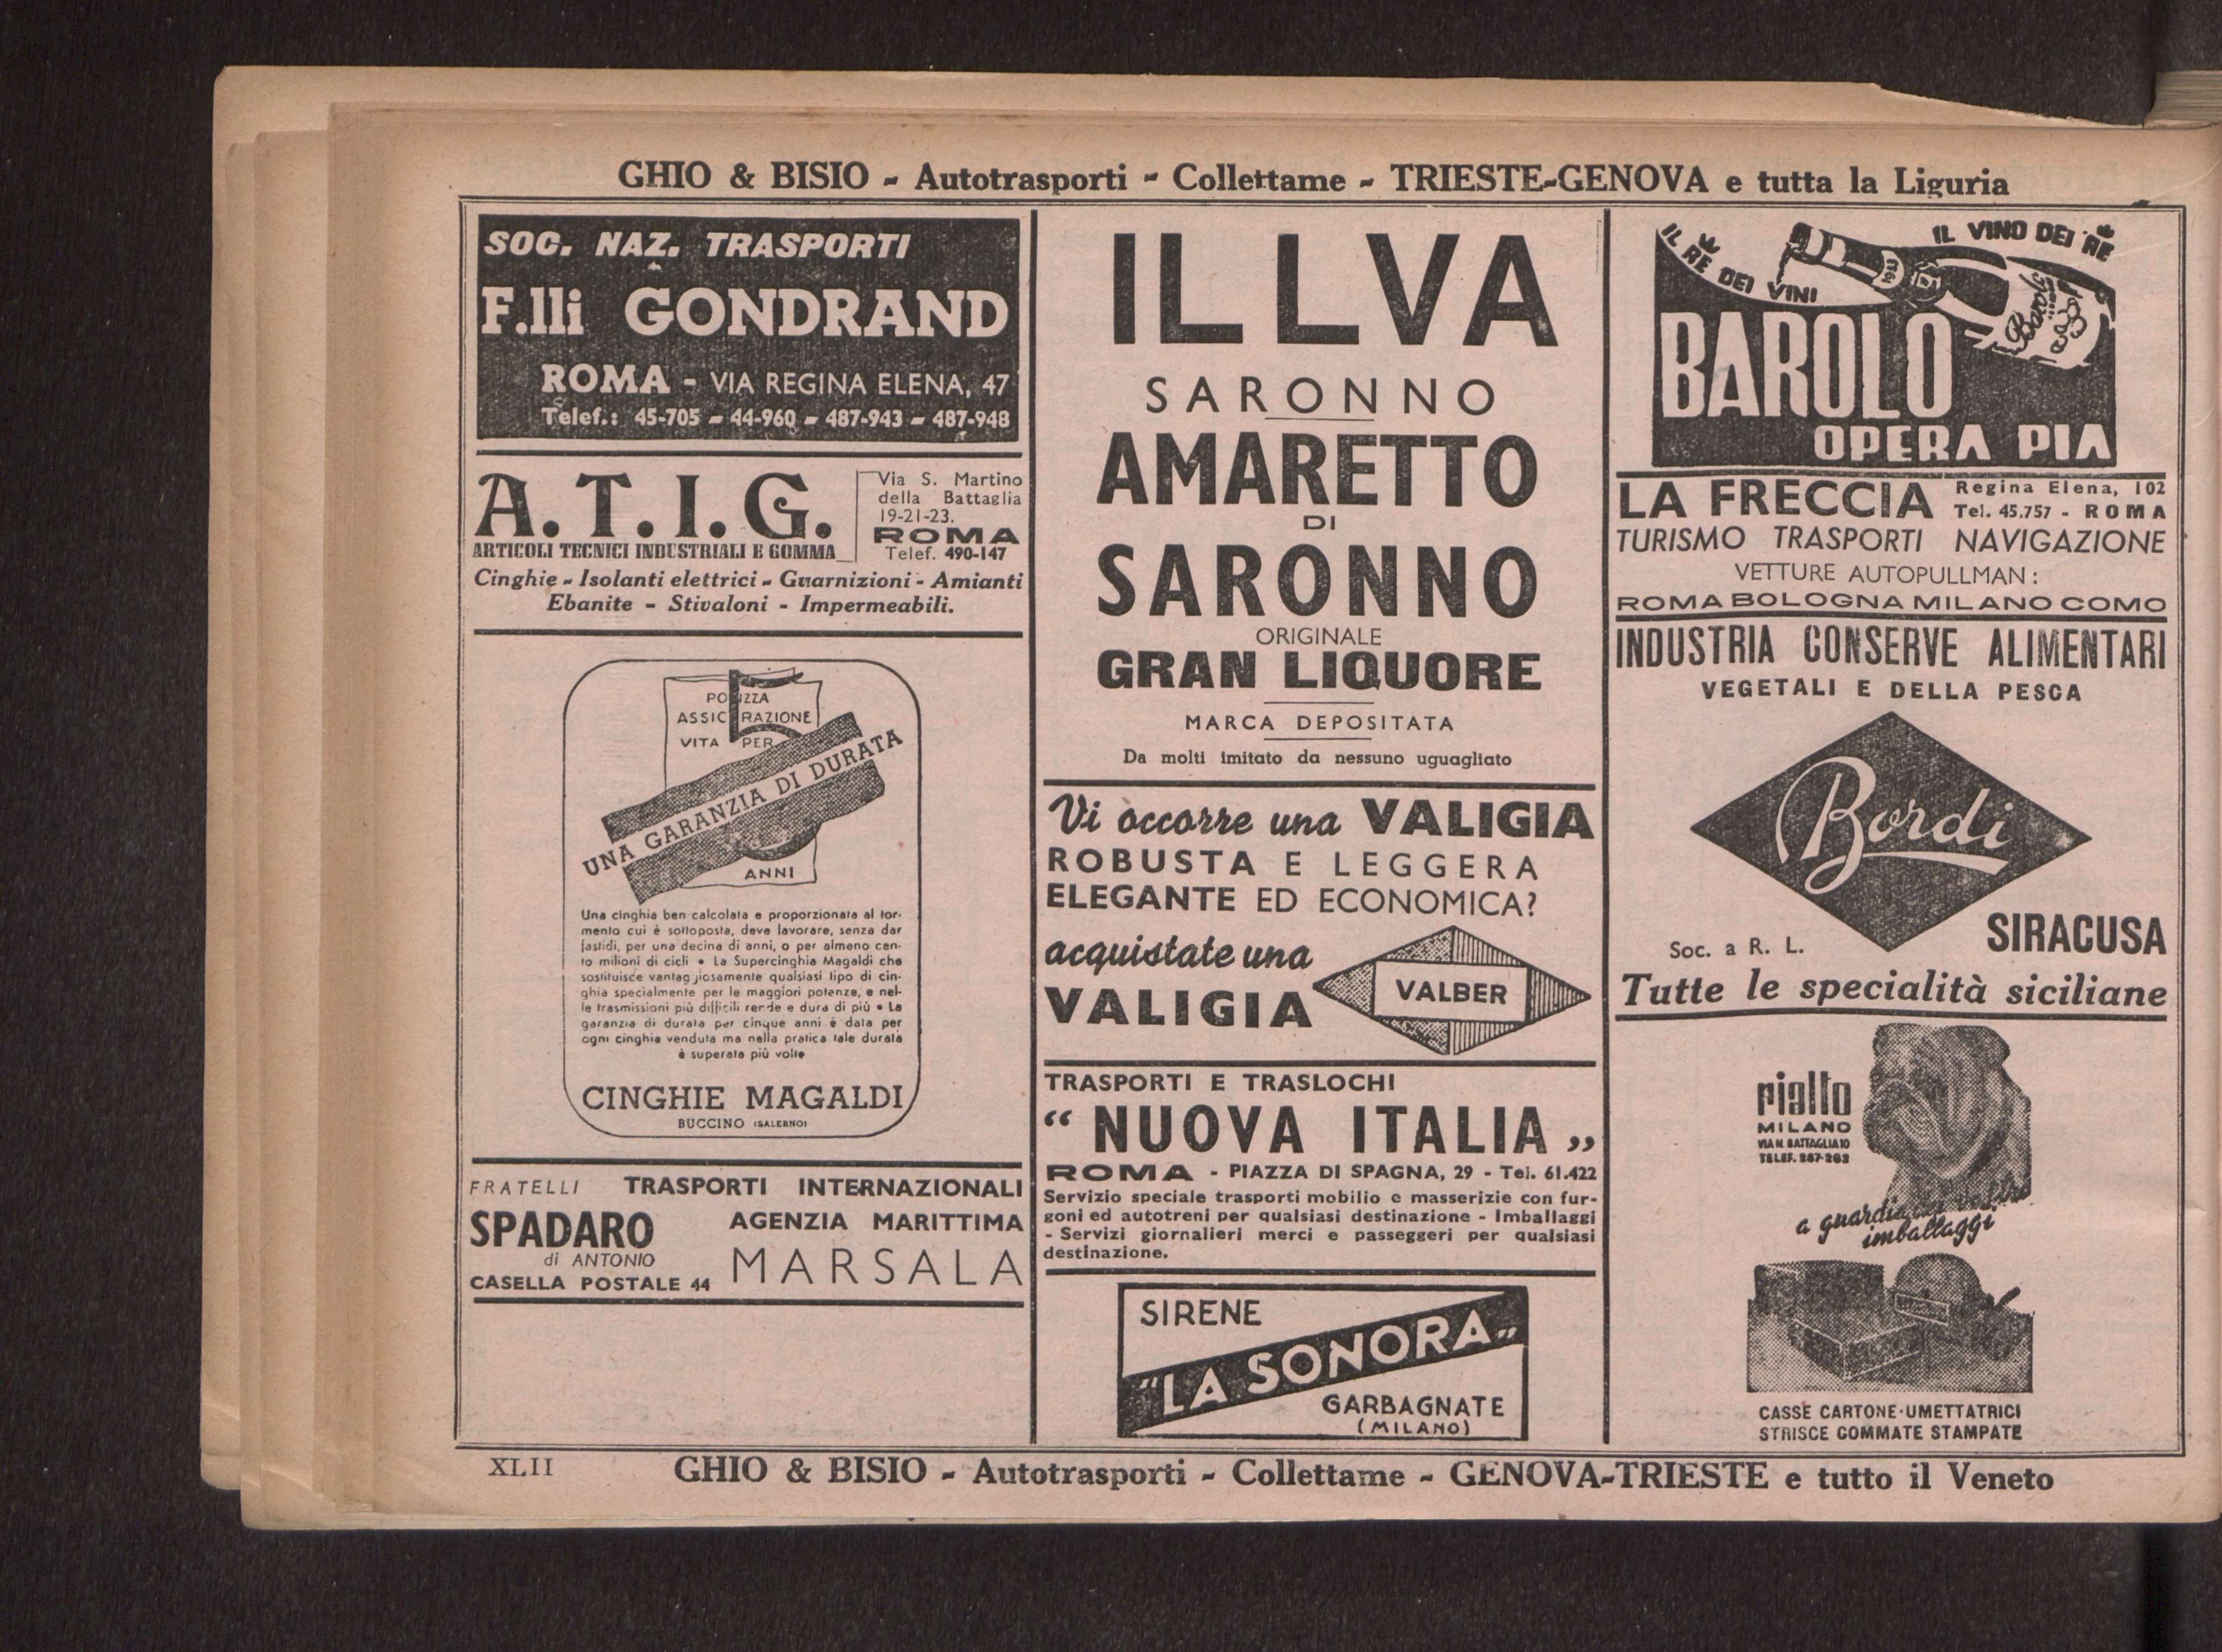 GHIO & BISIO - Autotrasporti - Collettame - TRIESTE-GENOVA e tutta la Liguria
SOC. NAZ. TRASPORTI
F.lli GONDRAND
ROMA - VIA REGINA ELENA, 47
Telef.: 45-705 - 44-960 - 487-943 - 487-948
A.T.I.G.
ARTICOLI TECNICI INDUSTRIALI E GOMMA
Via S. Martino
della Battaglia
19-21-23.
ROMA
Telef. 490-147
Cinghie - Isolanti elettrici - Guarnizioni - Amianti
Ebanite - Stivaloni - Impermeabili.
POLIZZA
ASSICURAZIONE
VITA PER
5
UNA GARANZIA DI DURATA
ANNI
Una cinghia ben calcolata e proporzionata al tor-
mento cui è sottoposta, deve lavorare, senza dar
fastidi, per una decina di anni, o per almeno cen-
to milioni di cicli • La Supercinghia Magaldi che
sostituisce vantaggiosamente qualsiasi tipo di cin-
ghia specialmente per le maggiori potenze, e nel-
le trasmissioni più difficili rende e dura di più • La
garanzia di durata per cinque anni è data per
ogni cinghia venduta ma nella pratica tale durata
è superata più volte
CINGHIE MAGALDI
BUCCINO (SALERNO)
FRATELLI
SPADARO
di ANTONIO
CASELLA POSTALE 44
TRASPORTI INTERNAZIONALI
AGENZIA MARITTIMA
MARSALA
ILLVA
SARONNO
AMARETTO
DI
SARONNO
ORIGINALE
GRAN LIQUORE
MARCA DEPOSITATA
Da molti imitato da nessuno uguagliato
Vi occorre una VALIGIA
ROBUSTA E LEGGERA
ELEGANTE ED ECONOMICA?
acquistate una
VALIGIA
VALBER
TRASPORTI E TRASLOCHI
“ NUOVA ITALIA „
ROMA - PIAZZA DI SPAGNA, 29 - Tel. 61.422
Servizio speciale trasporti mobilio e masserizie con fur-
goni ed autotreni per qualsiasi destinazione - Imballaggi
- Servizi giornalieri merci e passeggeri per qualsiasi
destinazione.
SIRENE
"LA SONORA„
GARBAGNATE
(MILANO)
IL RE DEI VINI
IL VINO DEI RE
Barolo
BAROLO
OPERA PIA
LA FRECCIA
Regina Elena, 102
Tel. 45.757 - ROMA
TURISMO TRASPORTI NAVIGAZIONE
VETTURE AUTOPULLMAN:
ROMA BOLOGNA MILANO COMO
INDUSTRIA CONSERVE ALIMENTARI
VEGETALI E DELLA PESCA
Bordi
Soc. a R. L.
SIRACUSA
Tutte le specialità siciliane
rialto
MILANO
VIA N. BATTAGLIA 10
TELEF. 287-202
a guardia dei vostri
imballaggi
CASSE CARTONE·UMETTATRICI
STRISCE GOMMATE STAMPATE
XLII
GHIO & BISIO - Autotrasporti - Collettame - GENOVA-TRIESTE e tutto il Veneto